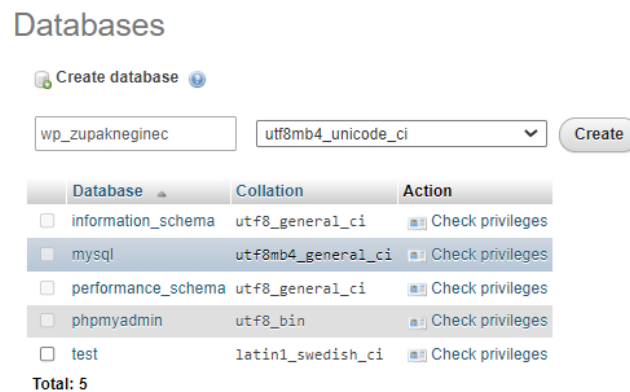 Databases
Create database
wp_zupakneginec utf8mb4_unicode_ci Create
Database Collation Action
information_schema utf8_general_ci Check privileges
mysql utf8mb4_general_ci Check privileges
performance_schema utf8_general_ci Check privileges
phpmyadmin utf8_bin Check privileges
test latin1_swedish_ci Check privileges
Total: 5